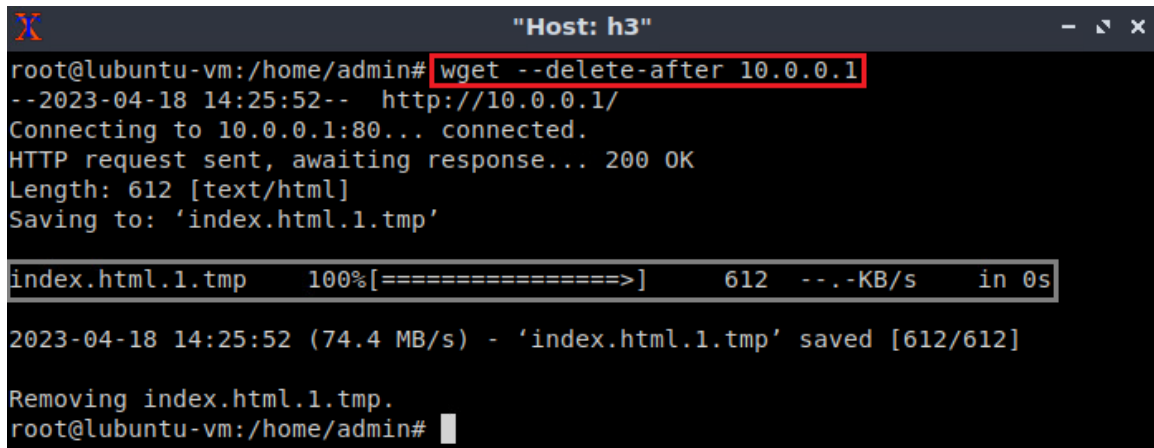 "Host: h3"
root@lubuntu-vm:/home/admin# wget --delete-after 10.0.0.1
--2023-04-18 14:25:52--  http://10.0.0.1/
Connecting to 10.0.0.1:80... connected.
HTTP request sent, awaiting response... 200 OK
Length: 612 [text/html]
Saving to: ‘index.html.1.tmp’
index.html.1.tmp    100%[================>]     612  --.-KB/s    in 0s
2023-04-18 14:25:52 (74.4 MB/s) - ‘index.html.1.tmp’ saved [612/612]
Removing index.html.1.tmp.
root@lubuntu-vm:/home/admin#